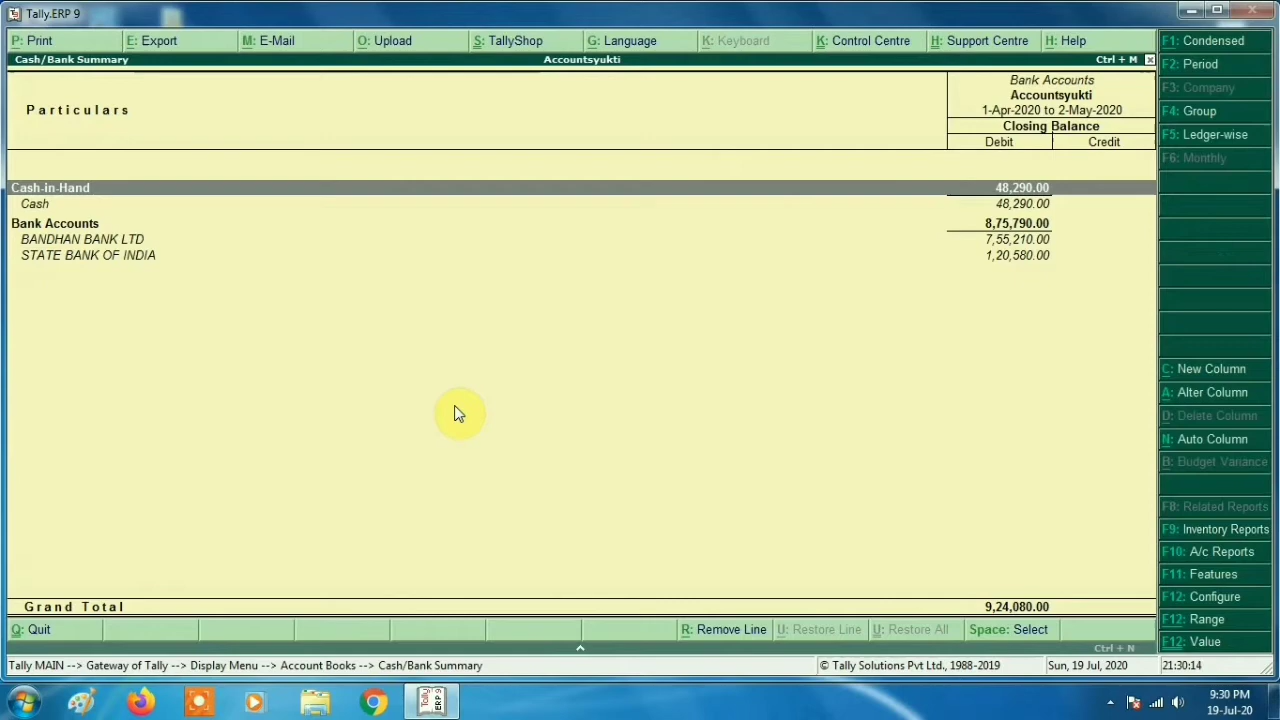 Tally.ERP 9
P: Print E: Export M: E-Mail O: Upload S: TallyShop G: Language K: Keyboard K: Control Centre H: Support Centre H: Help
Cash/Bank Summary Accountsyukti Ctrl + M
Particulars
Bank Accounts
Accountsyukti
1-Apr-2020 to 2-May-2020
Closing Balance
Debit Credit
Cash-in-Hand 48,290.00
Cash 48,290.00
Bank Accounts 8,75,790.00
BANDHAN BANK LTD 7,55,210.00
STATE BANK OF INDIA 1,20,580.00
Grand Total 9,24,080.00
F1: Condensed
F2: Period
F3: Company
F4: Group
F5: Ledger-wise
F6: Monthly
C: New Column
A: Alter Column
D: Delete Column
N: Auto Column
B: Budget Variance
F8: Related Reports
F9: Inventory Reports
F10: A/c Reports
F11: Features
F12: Configure
F12: Range
F12: Value
Q: Quit R: Remove Line U: Restore Line U: Restore All Space: Select
Ctrl + N
Tally MAIN --> Gateway of Tally --> Display Menu --> Account Books --> Cash/Bank Summary © Tally Solutions Pvt Ltd., 1988-2019 Sun, 19 Jul, 2020 21:30:14
Tally ERP 9
9:30 PM
19-Jul-20